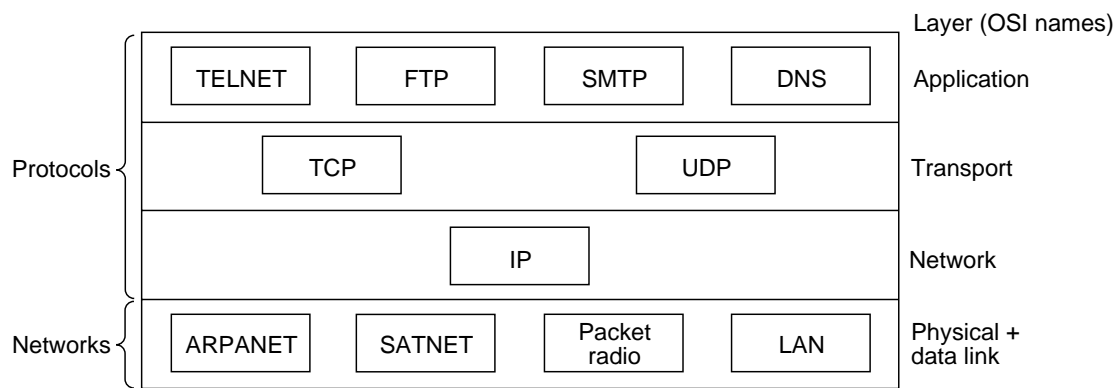 Layer (OSI names)
TELNET FTP SMTP DNS Application
Protocols TCP UDP Transport
IP Network
Networks ARPANET SATNET Packet radio LAN Physical + data link